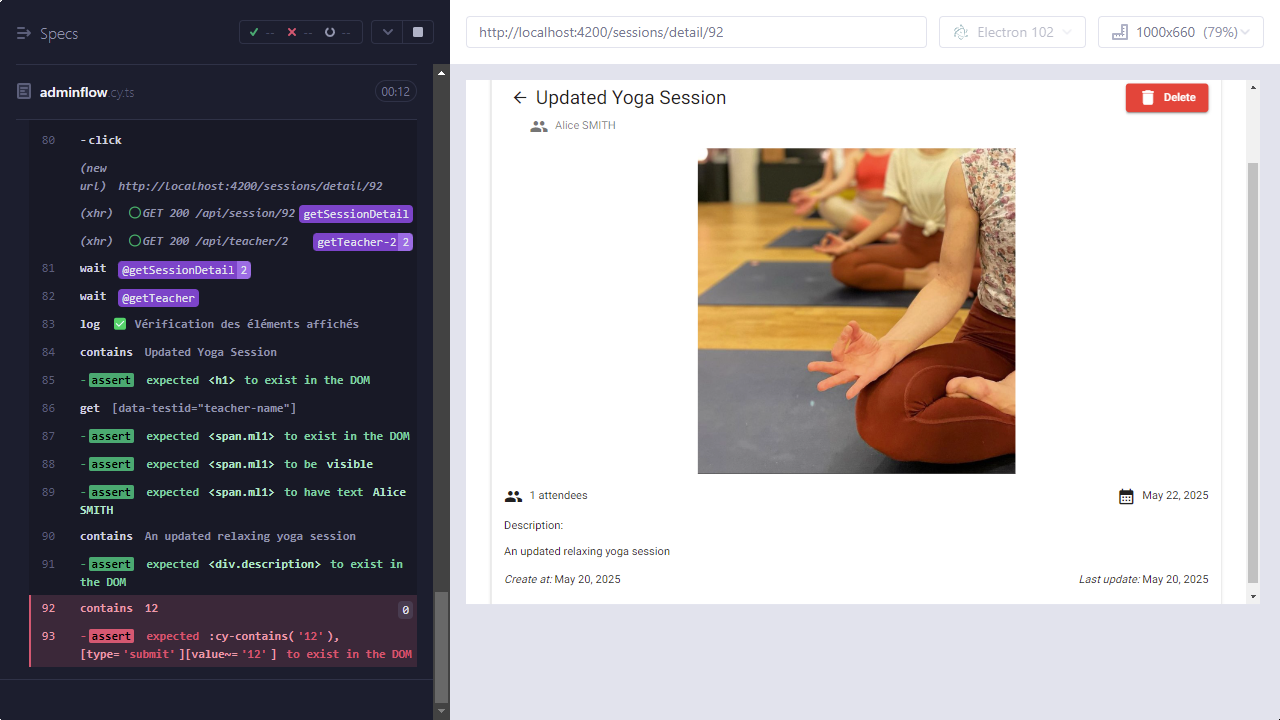 Specs
-- -- --
adminflow.cy.ts 00:12
80 -click
(new
url) http://localhost:4200/sessions/detail/92
(xhr) GET 200 /api/session/92 getSessionDetail
(xhr) GET 200 /api/teacher/2 getTeacher-2 2
81 wait @getSessionDetail 2
82 wait @getTeacher
83 log ✅ Vérification des éléments affichés
84 contains Updated Yoga Session
85 -assert expected <h1> to exist in the DOM
86 get [data-testid="teacher-name"]
87 -assert expected <span.ml1> to exist in the DOM
88 -assert expected <span.ml1> to be visible
89 -assert expected <span.ml1> to have text Alice
SMITH
90 contains An updated relaxing yoga session
91 -assert expected <div.description> to exist in
the DOM
92 contains 12 0
93 -assert expected :cy-contains('12'),
[type='submit'][value~='12'] to exist in the DOM
http://localhost:4200/sessions/detail/92
Electron 102
1000x660 (79%)
Updated Yoga Session
Delete
Alice SMITH
1 attendees
May 22, 2025
Description:
An updated relaxing yoga session
Create at: May 20, 2025
Last update: May 20, 2025